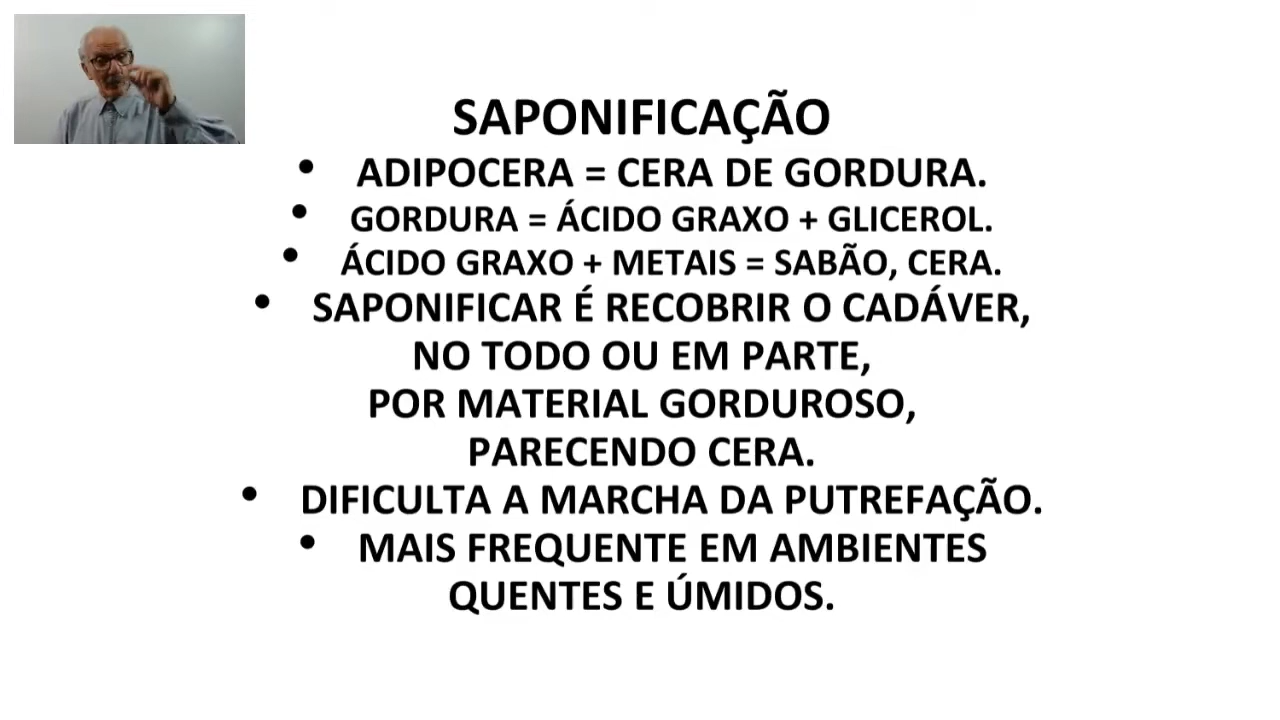 SAPONIFICAÇÃO
• ADIPOCERA = CERA DE GORDURA.
• GORDURA = ÁCIDO GRAXO + GLICEROL.
• ÁCIDO GRAXO + METAIS = SABÃO, CERA.
• SAPONIFICAR É RECOBRIR O CADÁVER,
NO TODO OU EM PARTE,
POR MATERIAL GORDUROSO,
PARECENDO CERA.
• DIFICULTA A MARCHA DA PUTREFAÇÃO.
• MAIS FREQUENTE EM AMBIENTES
QUENTES E ÚMIDOS.